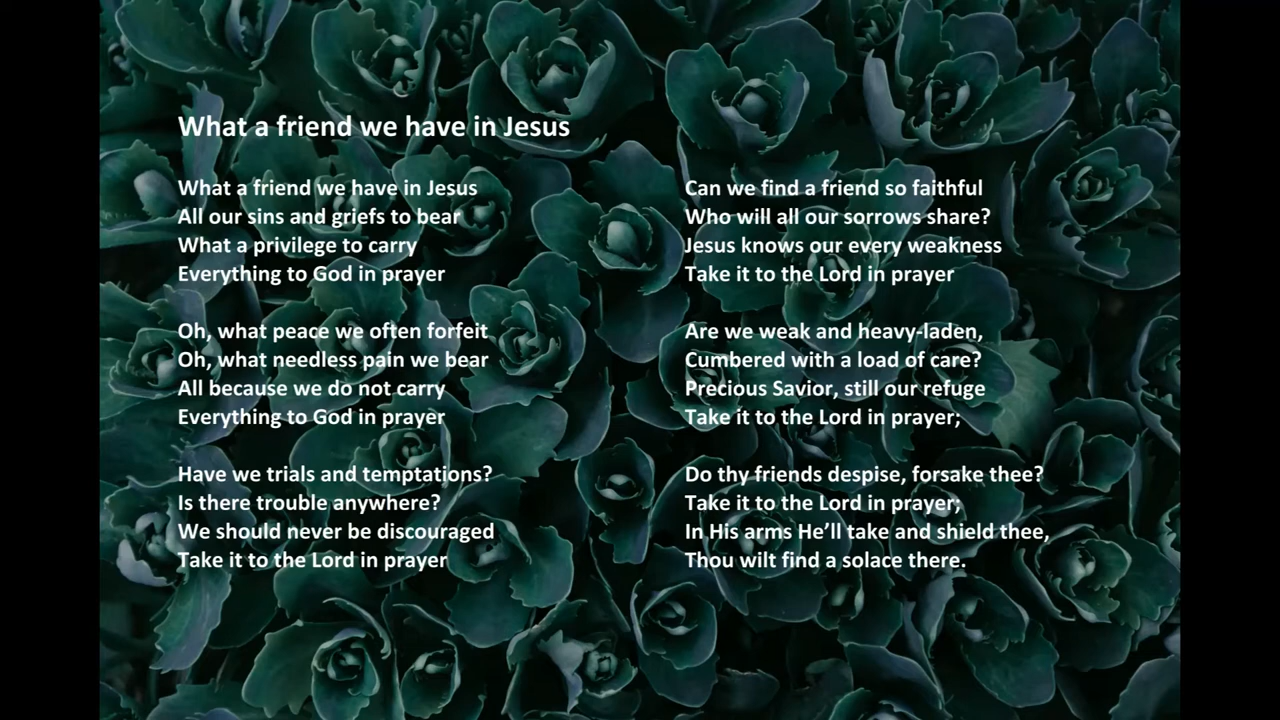 What a friend we have in Jesus
What a friend we have in Jesus
All our sins and griefs to bear
What a privilege to carry
Everything to God in prayer
Oh, what peace we often forfeit
Oh, what needless pain we bear
All because we do not carry
Everything to God in prayer
Have we trials and temptations?
Is there trouble anywhere?
We should never be discouraged
Take it to the Lord in prayer
Can we find a friend so faithful
Who will all our sorrows share?
Jesus knows our every weakness
Take it to the Lord in prayer
Are we weak and heavy-laden,
Cumbered with a load of care?
Precious Savior, still our refuge
Take it to the Lord in prayer;
Do thy friends despise, forsake thee?
Take it to the Lord in prayer;
In His arms He’ll take and shield thee,
Thou wilt find a solace there.